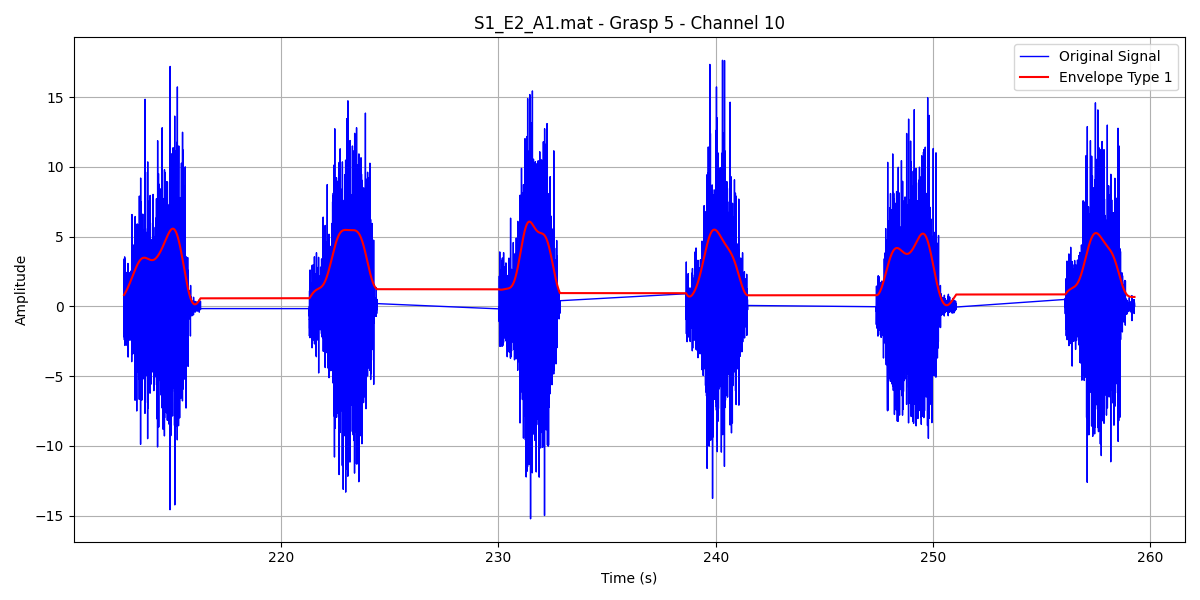 S1_E2_A1.mat - Grasp 5 - Channel 10
Original Signal
Envelope Type 1
Amplitude
15
10
5
0
−5
−10
−15
220
230
240
250
260
Time (s)